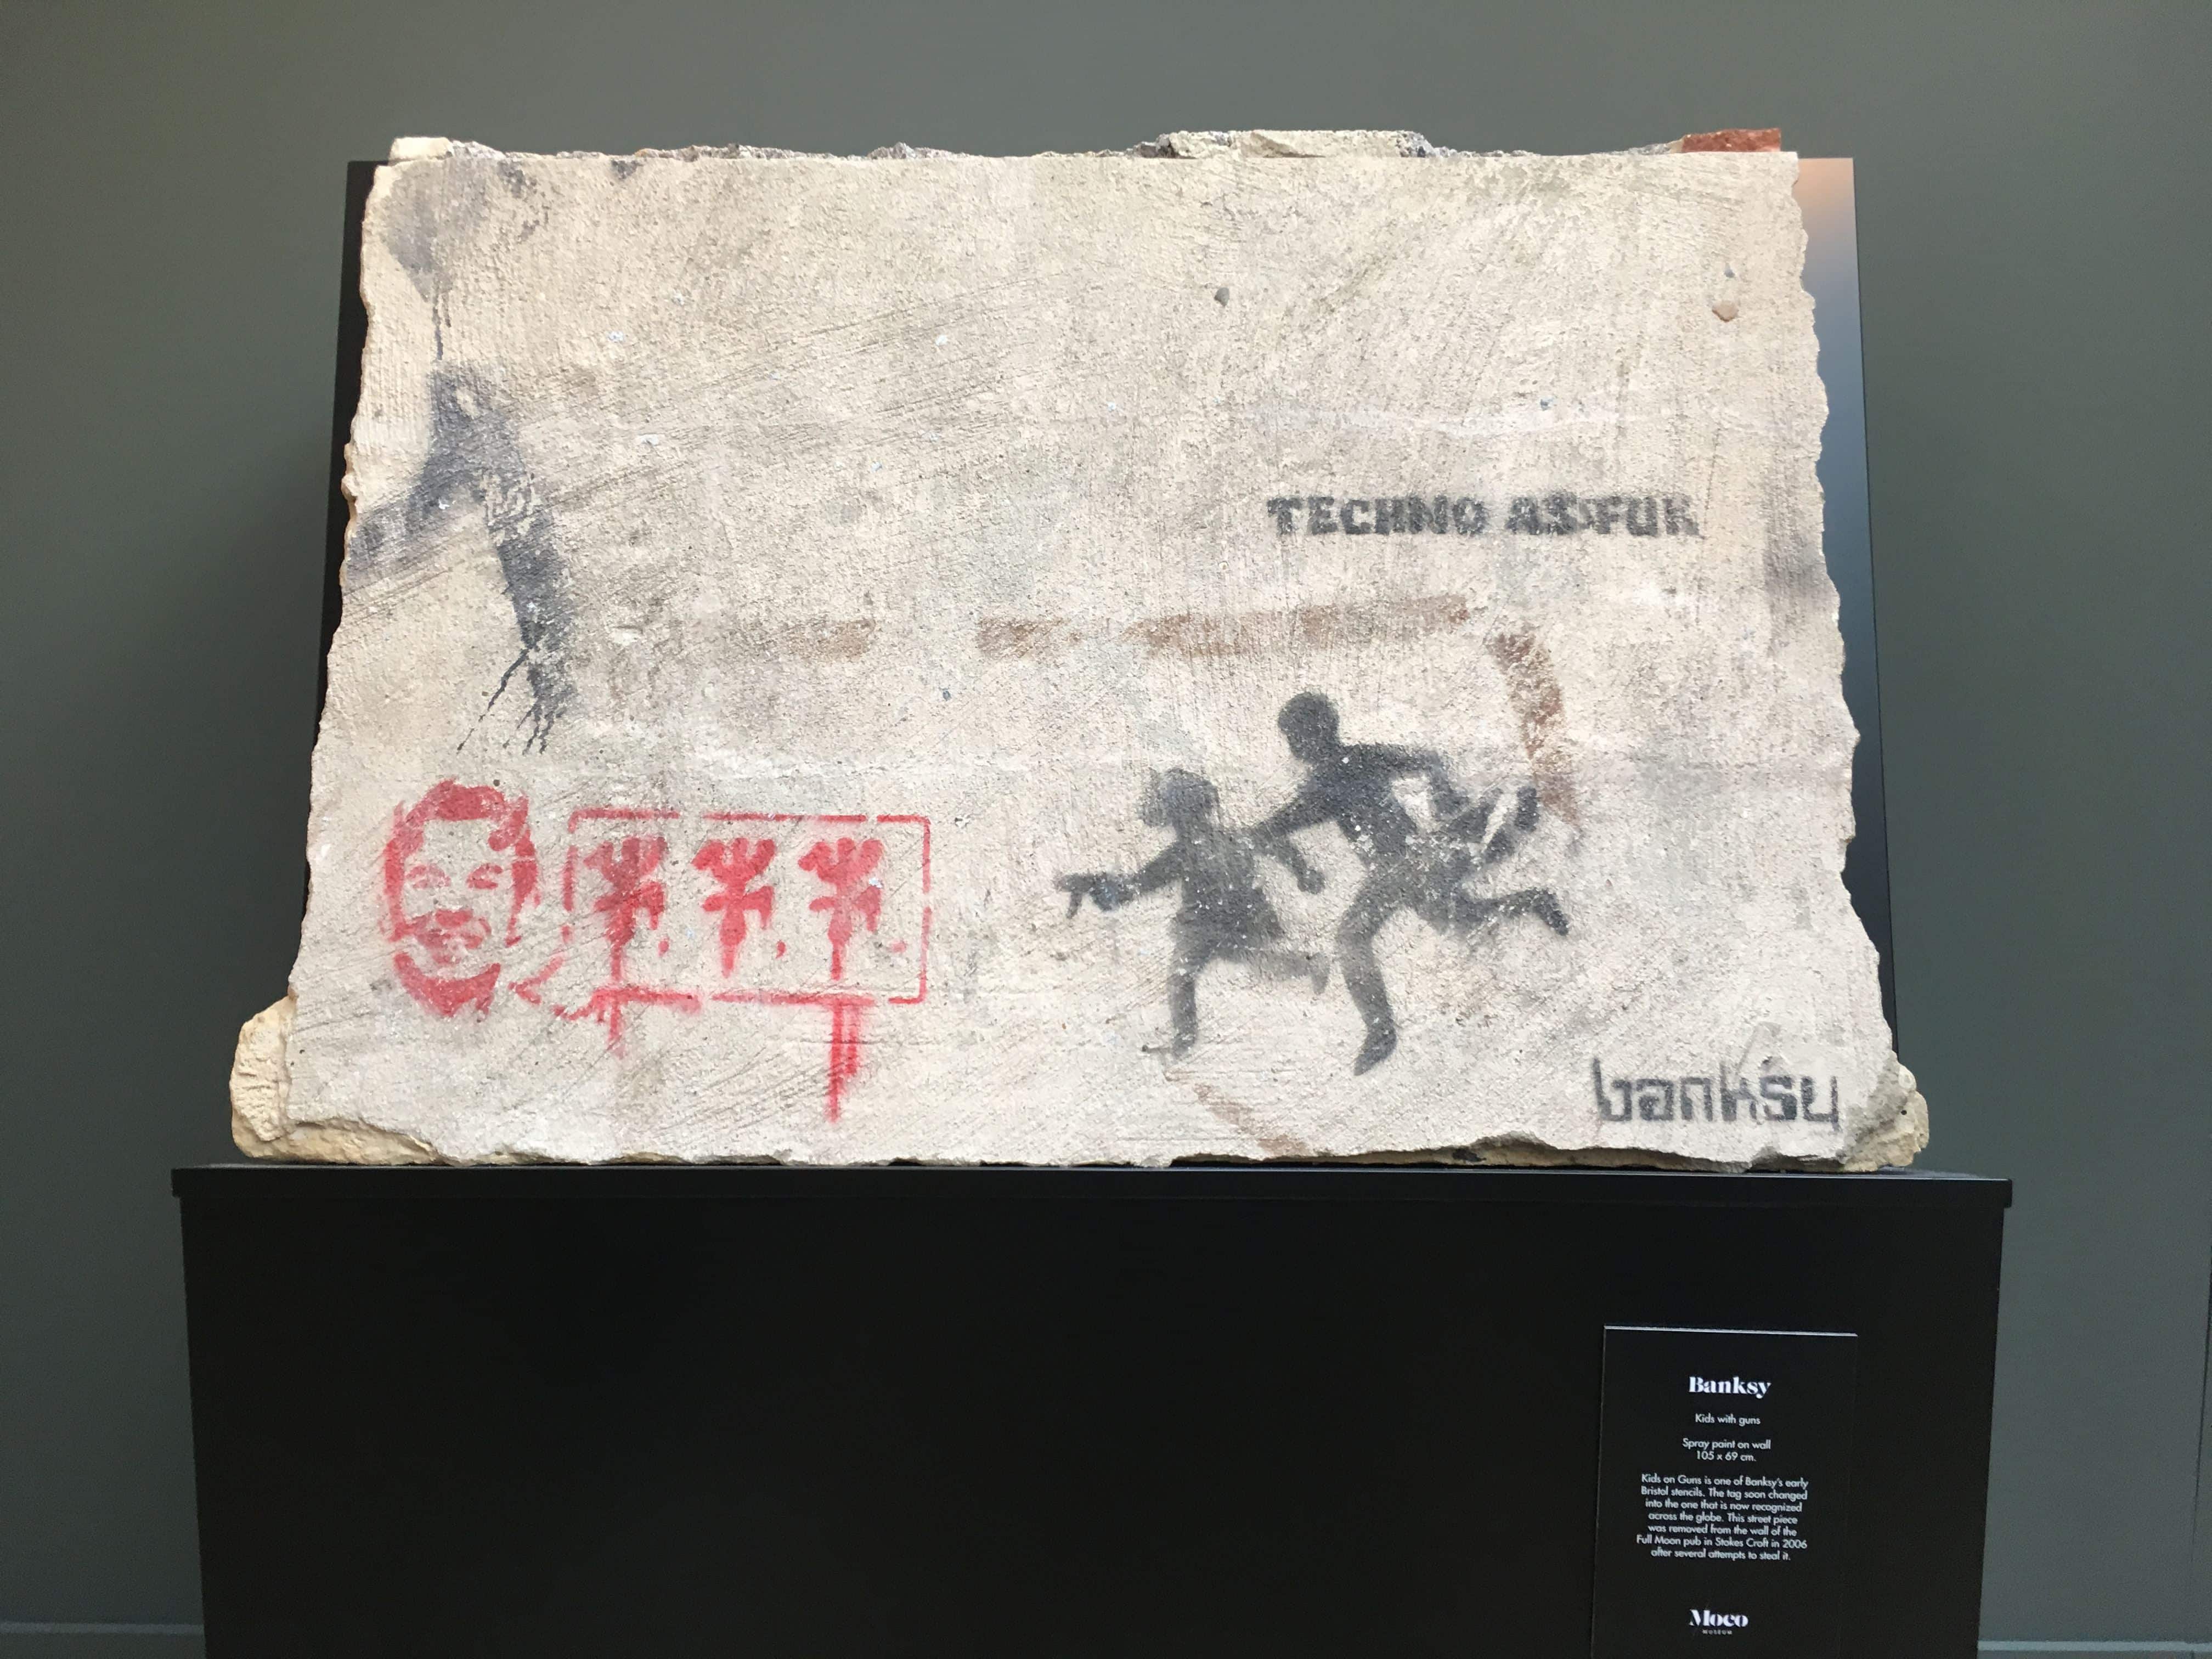 TECHNO AS FUK
banksy
Banksy
Kids with guns
Spray paint on wall
105 x 69 cm.
Kids on Guns is one of Banksy's early
Bristol stencils. The tag soon changed
into the one that is now recognized
across the globe. This street piece
was removed from the wall of the
Full Moon pub in Stokes Croft in 2006
after several attempts to steal it.
Moco
MUSEUM